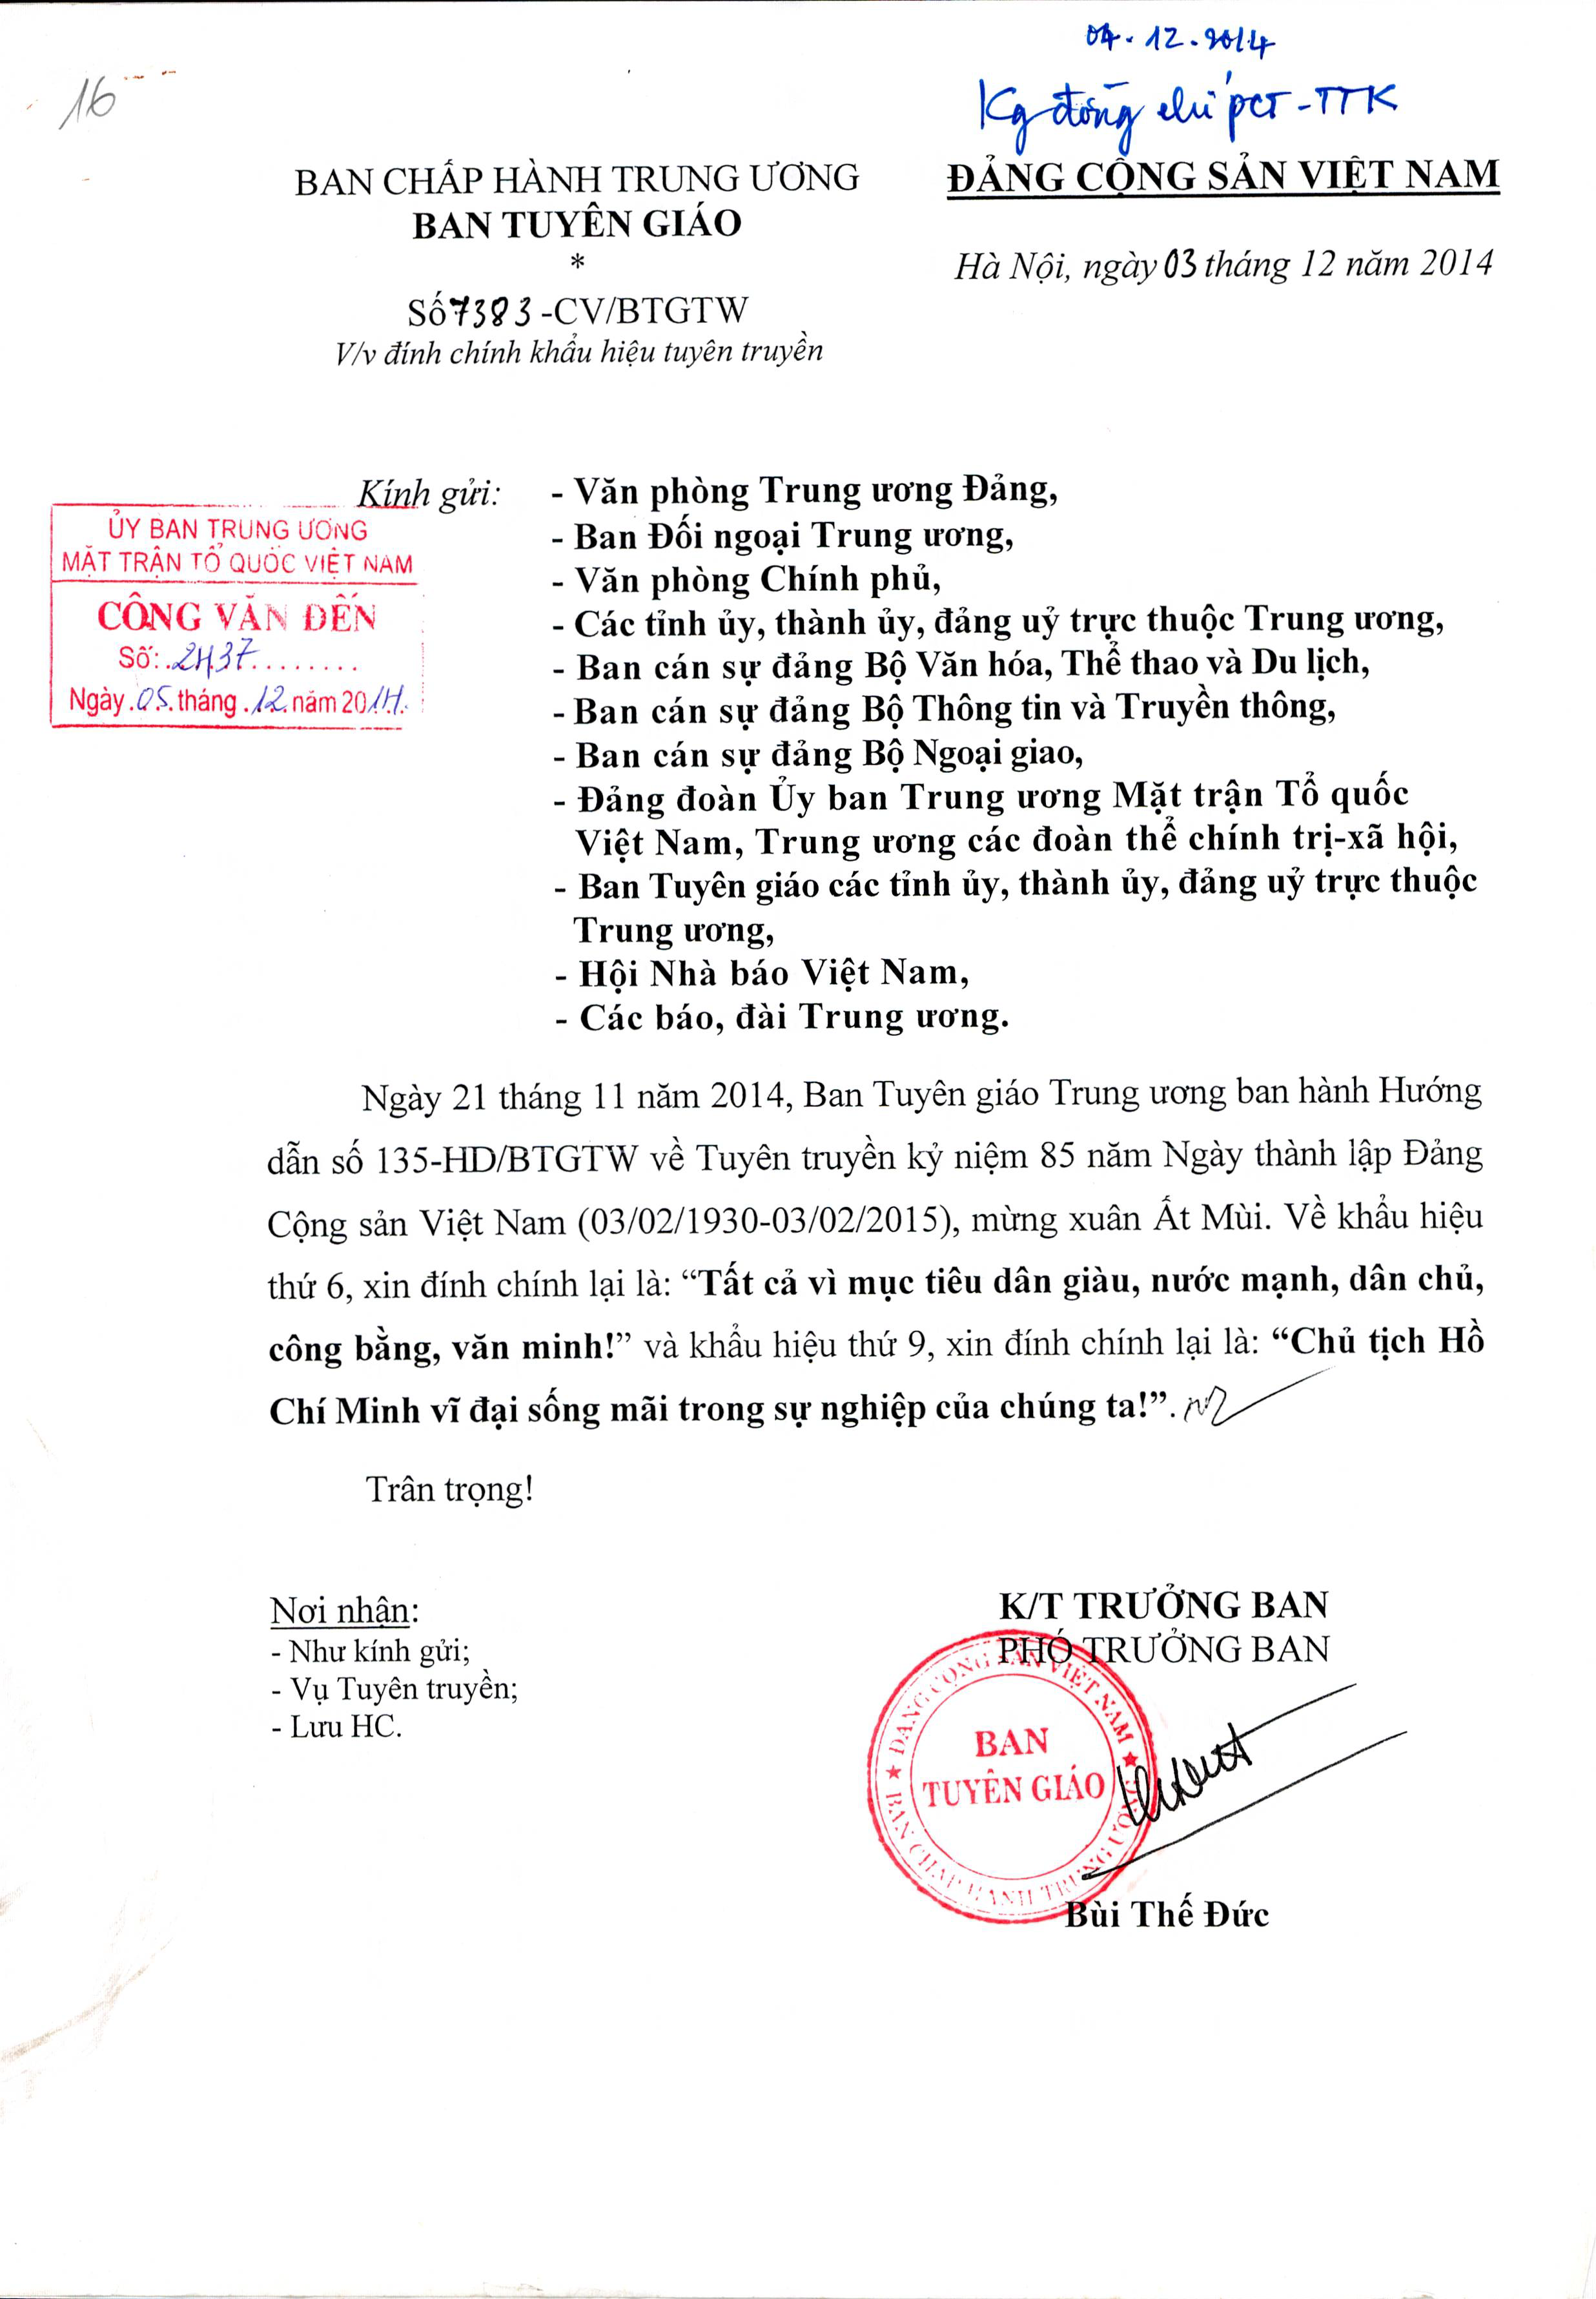 04.12.2014
Kg đồng chí PCT-TTK
16
BAN CHẤP HÀNH TRUNG ƯƠNG
BAN TUYÊN GIÁO
*
Số 7383 -CV/BTGTW
V/v đính chính khẩu hiệu tuyên truyền
ĐẢNG CỘNG SẢN VIỆT NAM
Hà Nội, ngày 03 tháng 12 năm 2014
ỦY BAN TRUNG ƯƠNG
MẶT TRẬN TỔ QUỐC VIỆT NAM
CÔNG VĂN ĐẾN
Số: 2437
Ngày 05 tháng 12 năm 2014
Kính gửi:
- Văn phòng Trung ương Đảng,
- Ban Đối ngoại Trung ương,
- Văn phòng Chính phủ,
- Các tỉnh ủy, thành ủy, đảng uỷ trực thuộc Trung ương,
- Ban cán sự đảng Bộ Văn hóa, Thể thao và Du lịch,
- Ban cán sự đảng Bộ Thông tin và Truyền thông,
- Ban cán sự đảng Bộ Ngoại giao,
- Đảng đoàn Ủy ban Trung ương Mặt trận Tổ quốc
Việt Nam, Trung ương các đoàn thể chính trị-xã hội,
- Ban Tuyên giáo các tỉnh ủy, thành ủy, đảng uỷ trực thuộc
Trung ương,
- Hội Nhà báo Việt Nam,
- Các báo, đài Trung ương.
Ngày 21 tháng 11 năm 2014, Ban Tuyên giáo Trung ương ban hành Hướng
dẫn số 135-HD/BTGTW về Tuyên truyền kỷ niệm 85 năm Ngày thành lập Đảng
Cộng sản Việt Nam (03/02/1930-03/02/2015), mừng xuân Ất Mùi. Về khẩu hiệu
thứ 6, xin đính chính lại là: “Tất cả vì mục tiêu dân giàu, nước mạnh, dân chủ,
công bằng, văn minh!” và khẩu hiệu thứ 9, xin đính chính lại là: “Chủ tịch Hồ
Chí Minh vĩ đại sống mãi trong sự nghiệp của chúng ta!”.
Trân trọng!
Nơi nhận:
- Như kính gửi;
- Vụ Tuyên truyền;
- Lưu HC.
K/T TRƯỞNG BAN
PHÓ TRƯỞNG BAN
ĐẢNG CỘNG SẢN VIỆT NAM
BAN
TUYÊN GIÁO
BAN CHẤP HÀNH TRUNG ƯƠNG
Bùi Thế Đức